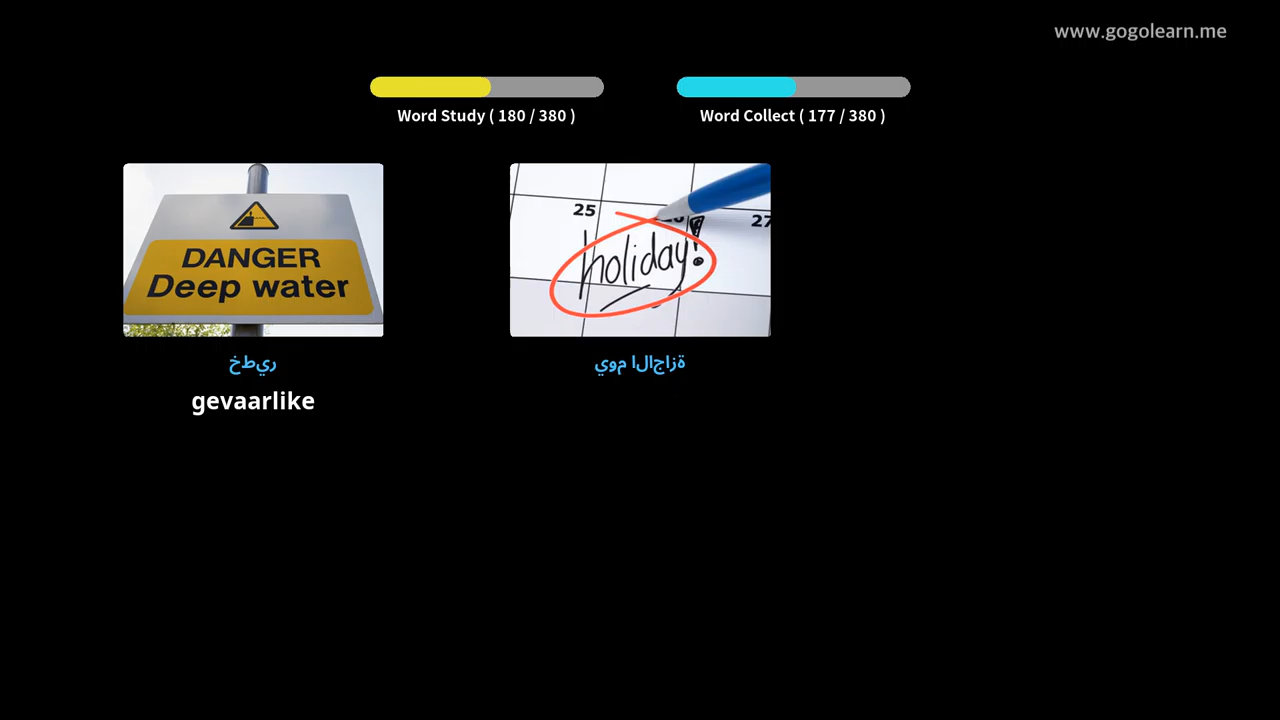 www.gogolearn.me
Word Study ( 180 / 380 )
Word Collect ( 177 / 380 )
DANGER
Deep water
25
27
holiday!
خطير
يوم الاجازة
gevaarlike